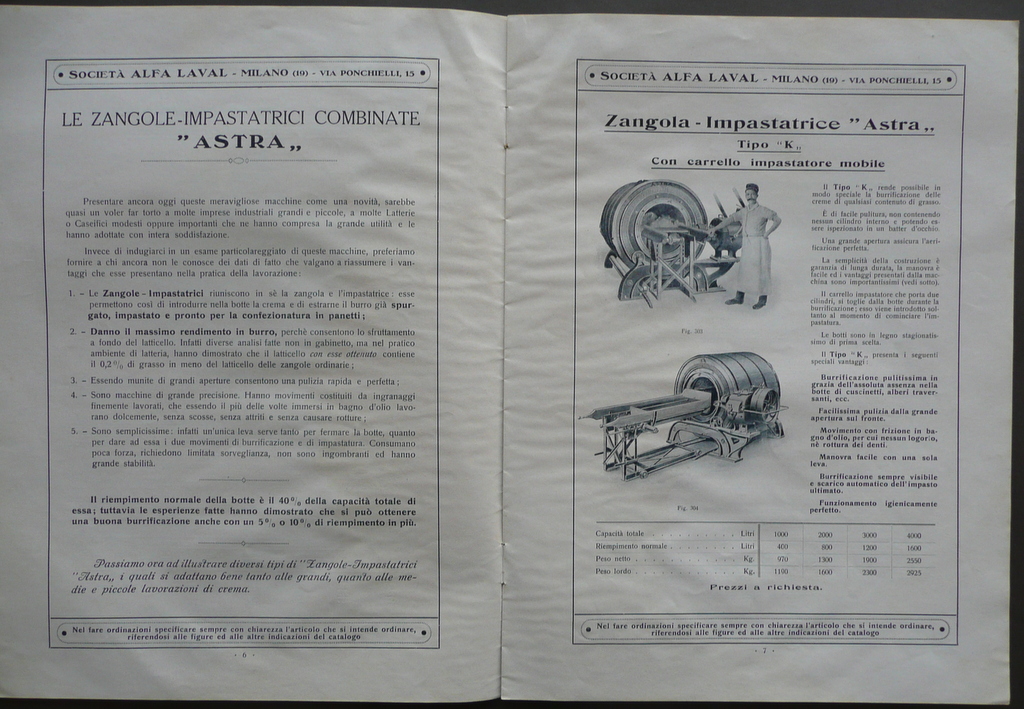 • SOCIETÀ ALFA LAVAL - MILANO (19) - VIA PONCHIELLI, 15 •
LE ZANGOLE-IMPASTATRICI COMBINATE
” ASTRA „
Presentare ancora oggi queste meravigliose macchine come una novità, sarebbe
quasi un voler far torto a molte imprese industriali grandi e piccole, a molte Latterie
o Caseifici modesti oppure importanti che ne hanno compresa la grande utilità e le
hanno adottate con intera soddisfazione.
Invece di indugiarci in un esame particolareggiato di queste macchine, preferiamo
fornire a chi ancora non le conosce dei dati di fatto che valgano a riassumere i van-
taggi che esse presentano nella pratica della lavorazione:
1. – Le Zangole - Impastatrici riuniscono in sè la zangola e l'impastatrice: esse
permettono così di introdurre nella botte la crema e di estrarne il burro già spur-
gato, impastato e pronto per la confezionatura in panetti;
2. – Danno il massimo rendimento in burro, perchè consentono lo sfruttamento
a fondo del latticello. Infatti diverse analisi fatte non in gabinetto, ma nel pratico
ambiente di latteria, hanno dimostrato che il latticello con esse ottenuto contiene
il 0,2 % di grasso in meno del latticello delle zangole ordinarie;
3. – Essendo munite di grandi aperture consentono una pulizia rapida e perfetta;
4. – Sono macchine di grande precisione. Hanno movimenti costituiti da ingranaggi
finemente lavorati, che essendo il più delle volte immersi in bagno d'olio lavo-
rano dolcemente, senza scosse, senza attriti e senza causare rotture;
5. – Sono semplicissime: infatti un'unica leva serve tanto per fermare la botte, quanto
per dare ad essa i due movimenti di burrificazione e di impastatura. Consumano
poca forza, richiedono limitata sorveglianza, non sono ingombranti ed hanno
grande stabilità.
Il riempimento normale della botte è il 40 % della capacità totale di
essa; tuttavia le esperienze fatte hanno dimostrato che si può ottenere
una buona burrificazione anche con un 5 % o 10 % di riempimento in più.
Passiamo ora ad illustrare diversi tipi di "Zangole-Impastatrici
"Astra„ i quali si adattano bene tanto alle grandi, quanto alle me-
die e piccole lavorazioni di crema.
• Nel fare ordinazioni specificare sempre con chiarezza l'articolo che si intende ordinare, •
riferendosi alle figure ed alle altre indicazioni del catalogo
- 6 -
• SOCIETÀ ALFA LAVAL - MILANO (19) - VIA PONCHIELLI, 15 •
Zangola - Impastatrice ” Astra „
Tipo “ K „
Con carrello impastatore mobile
Il Tipo “ K „ rende possibile in
modo speciale la burrificazione delle
creme di qualsiasi contenuto di grasso.
È di facile pulitura, non contenendo
nessun cilindro interno e potendo es-
sere ispezionato in un batter d'occhio.
Una grande apertura assicura l'aeri-
ficazione perfetta.
La semplicità della costruzione è
garanzia di lunga durata, la manovra è
facile ed i vantaggi presentati dalla mac-
china sono importantissimi (vedi sotto).
Il carrello impastatore che porta due
cilindri, si toglie dalla botte durante la
burrificazione; esso viene introdotto sol-
tanto al momento di cominciare l'im-
pastatura.
Le botti sono in legno stagionatis-
simo di prima scelta.
Il Tipo “ K „ presenta i seguenti
speciali vantaggi:
Burrificazione pulitissima in
grazia dell'assoluta assenza nella
botte di cuscinetti, alberi traver-
santi, ecc.
Facilissima pulizia dalla grande
apertura sul fronte.
Movimento con frizione in ba-
gno d'olio, per cui nessun logorio,
nè rottura dei denti.
Manovra facile con una sola
leva.
Burrificazione sempre visibile
e scarico automatico dell'impasto
ultimato.
Funzionamento igienicamente
perfetto.
Fig. 303
Fig. 304
Capacità totale . . . . . . . . . Litri 1000 2000 3000 4000
Riempimento normale . . . . . . Litri 400 800 1200 1600
Peso netto . . . . . . . . . . . Kg. 970 1300 1900 2550
Peso lordo . . . . . . . . . . . Kg. 1100 1600 2300 2925
Prezzi a richiesta.
• Nel fare ordinazioni specificare sempre con chiarezza l'articolo che si intende ordinare, •
riferendosi alle figure ed alle altre indicazioni del catalogo
- 7 -